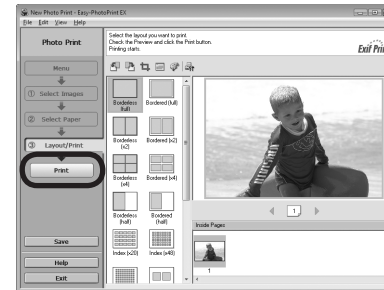 New Photo Print - Easy-PhotoPrint EX
File Edit View Help
Photo Print
Select the layout you want to print.
Check the Preview and click the Print button.
Printing starts.
Exif Prin
Menu
① Select Images
② Select Paper
③ Layout/Print
Print
Save
Help
Exit
Borderless (full)
Bordered (full)
Borderless (x2)
Bordered (x2)
Borderless (x4)
Bordered (x4)
Borderless (half)
Bordered (half)
Index (x20)
Index (x48)
1
Inside Pages
1